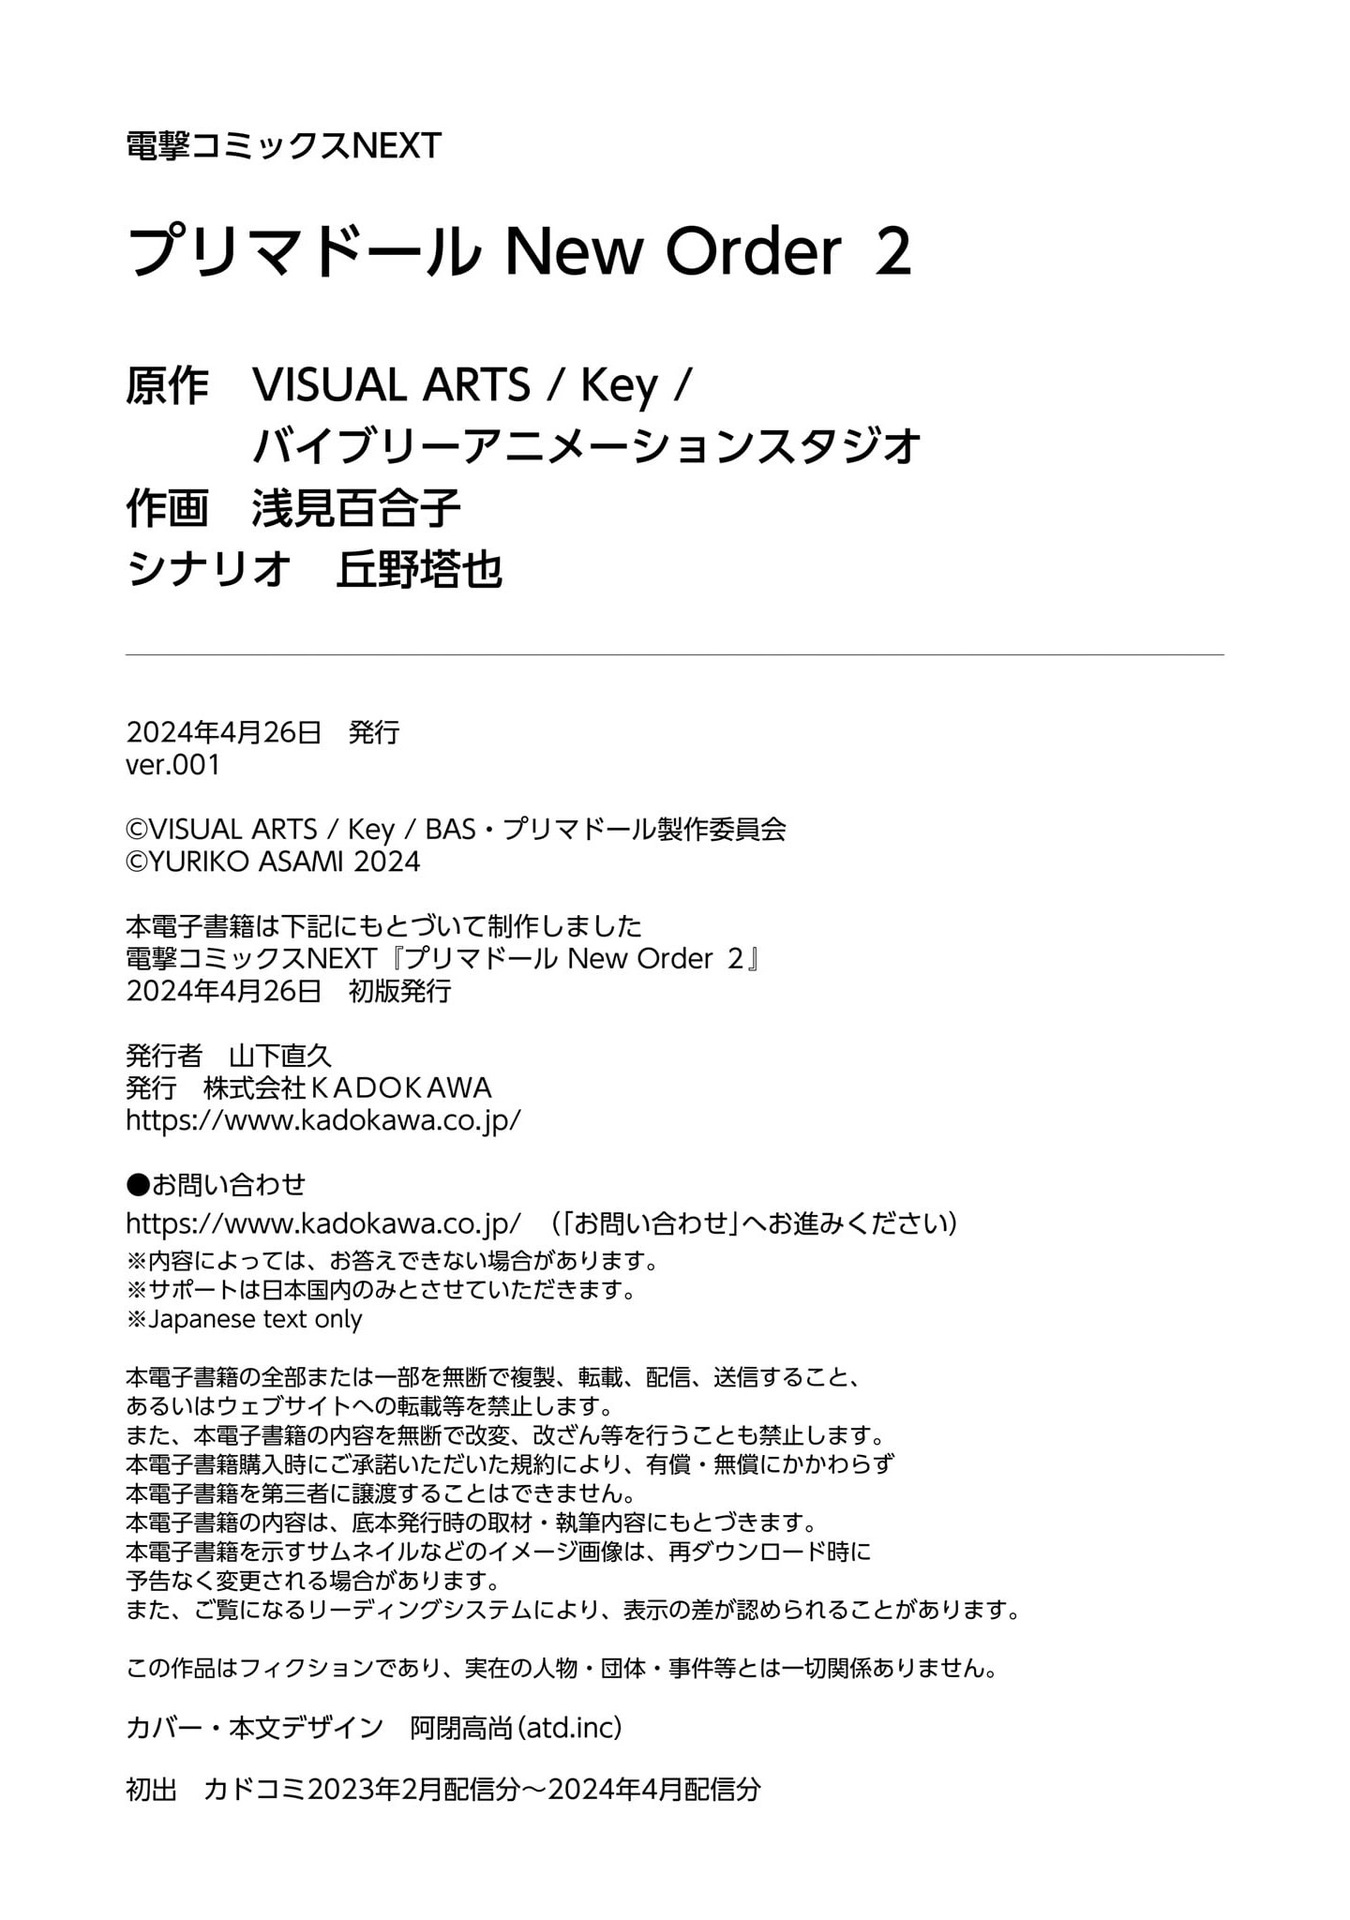 電撃コミックスNEXT
プリマドール New Order 2
原作　VISUAL ARTS / Key /
バイブリーアニメーションスタジオ
作画　浅見百合子
シナリオ　丘野塔也
2024年4月26日　発行
ver.001
©VISUAL ARTS / Key / BAS・プリマドール製作委員会
©YURIKO ASAMI 2024
本電子書籍は下記にもとづいて制作しました
電撃コミックスNEXT『プリマドール New Order 2』
2024年4月26日　初版発行
発行者　山下直久
発行　株式会社ＫＡＤＯＫＡＷＡ
https://www.kadokawa.co.jp/
●お問い合わせ
https://www.kadokawa.co.jp/ （「お問い合わせ」へお進みください）
※内容によっては、お答えできない場合があります。
※サポートは日本国内のみとさせていただきます。
※Japanese text only
本電子書籍の全部または一部を無断で複製、転載、配信、送信すること、
あるいはウェブサイトへの転載等を禁止します。
また、本電子書籍の内容を無断で改変、改ざん等を行うことも禁止します。
本電子書籍購入時にご承諾いただいた規約により、有償・無償にかかわらず
本電子書籍を第三者に譲渡することはできません。
本電子書籍の内容は、底本発行時の取材・執筆内容にもとづきます。
本電子書籍を示すサムネイルなどのイメージ画像は、再ダウンロード時に
予告なく変更される場合があります。
また、ご覧になるリーディングシステムにより、表示の差が認められることがあります。
この作品はフィクションであり、実在の人物・団体・事件等とは一切関係ありません。
カバー・本文デザイン　阿閉高尚(atd.inc)
初出　カドコミ2023年2月配信分〜2024年4月配信分